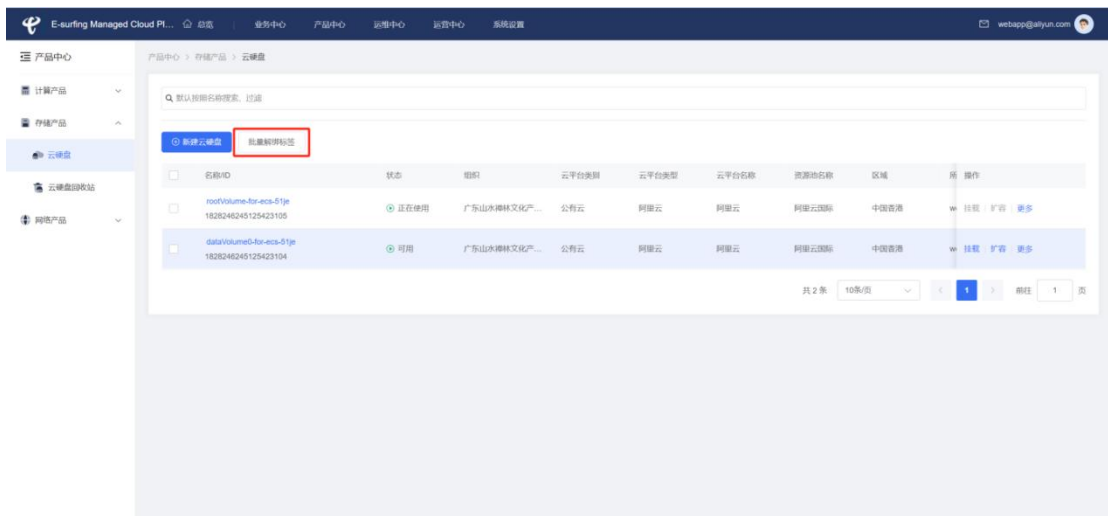 E-surfing Managed Cloud Pl... 总览 业务中心 产品中心 运维中心 运营中心 系统设置 webapp@aliyun.com
产品中心 产品中心 > 存储产品 > 云硬盘
计算产品
默认按照名称搜索、过滤
存储产品
新建云硬盘 批量解绑标签
云硬盘
名称/ID 状态 组织 云平台类别 云平台类型 云平台名称 资源池名称 区域 所 操作
云硬盘回收站
rootVolume-for-ecs-51je
1828246245125423105 正在使用 广东山水禅林文化产... 公有云 阿里云 阿里云 阿里云国际 中国香港 w 挂载 扩容 更多
网络产品
dataVolume0-for-ecs-51je
1828246245125423104 可用 广东山水禅林文化产... 公有云 阿里云 阿里云 阿里云国际 中国香港 w 挂载 扩容 更多
共 2 条 10条/页 < 1 > 前往 1 页